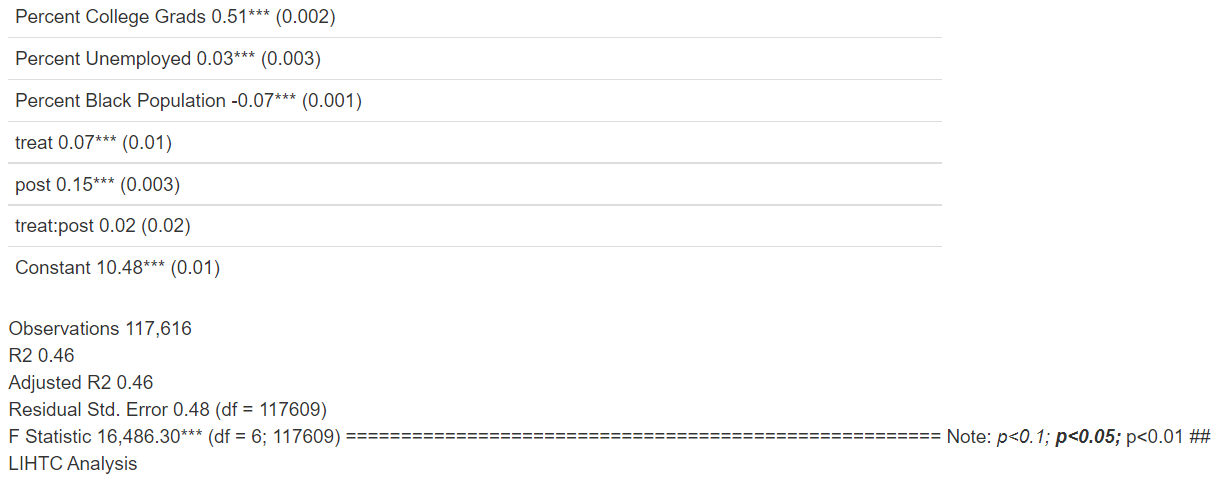 Percent College Grads 0.51*** (0.002)
Percent Unemployed 0.03*** (0.003)
Percent Black Population -0.07*** (0.001)
treat 0.07*** (0.01)
post 0.15*** (0.003)
treat:post 0.02 (0.02)
Constant 10.48*** (0.01)
Observations 117,616
R2 0.46
Adjusted R2 0.46
Residual Std. Error 0.48 (df = 117609)
F Statistic 16,486.30*** (df = 6; 117609) ====================================================== Note: p<0.1; p<0.05; p<0.01 ##
LIHTC Analysis